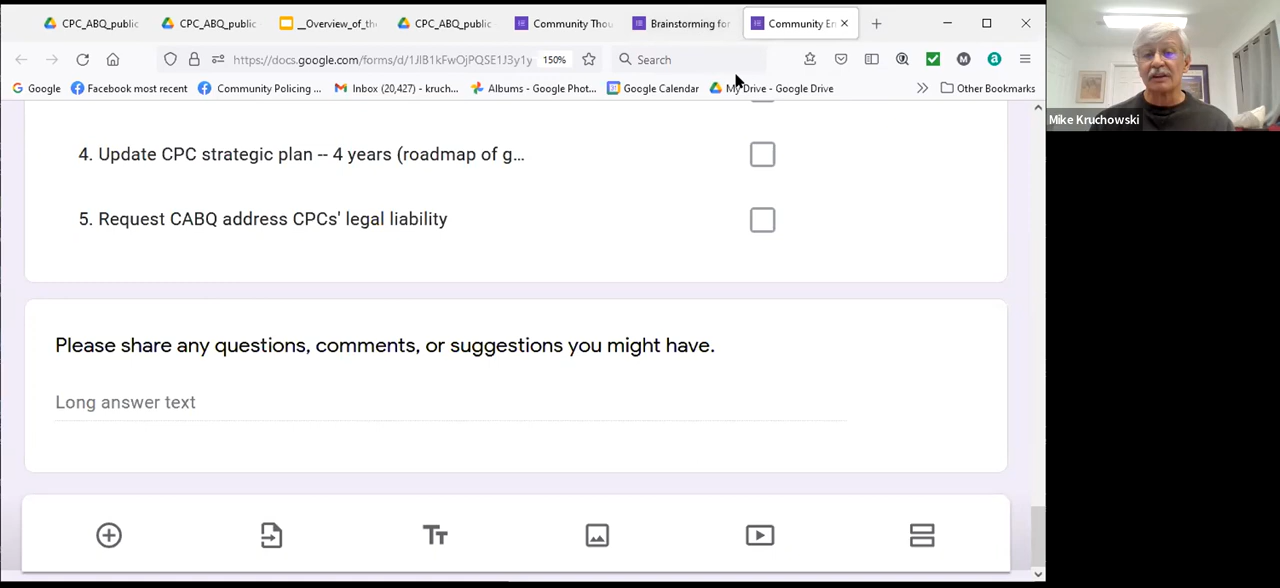 CPC_ABQ_public
CPC_ABQ_public
__Overview_of_the
CPC_ABQ_public
Community Thou
Brainstorming for
Community En
https://docs.google.com/forms/d/1JlB1kFwOjPQSE1J3y1y
150%
Search
Google
Facebook most recent
Community Policing ...
Inbox (20,427) - kruch...
Albums - Google Phot...
Google Calendar
My Drive - Google Drive
Other Bookmarks
Mike Kruchowski
4. Update CPC strategic plan -- 4 years (roadmap of g...
5. Request CABQ address CPCs' legal liability
Please share any questions, comments, or suggestions you might have.
Long answer text